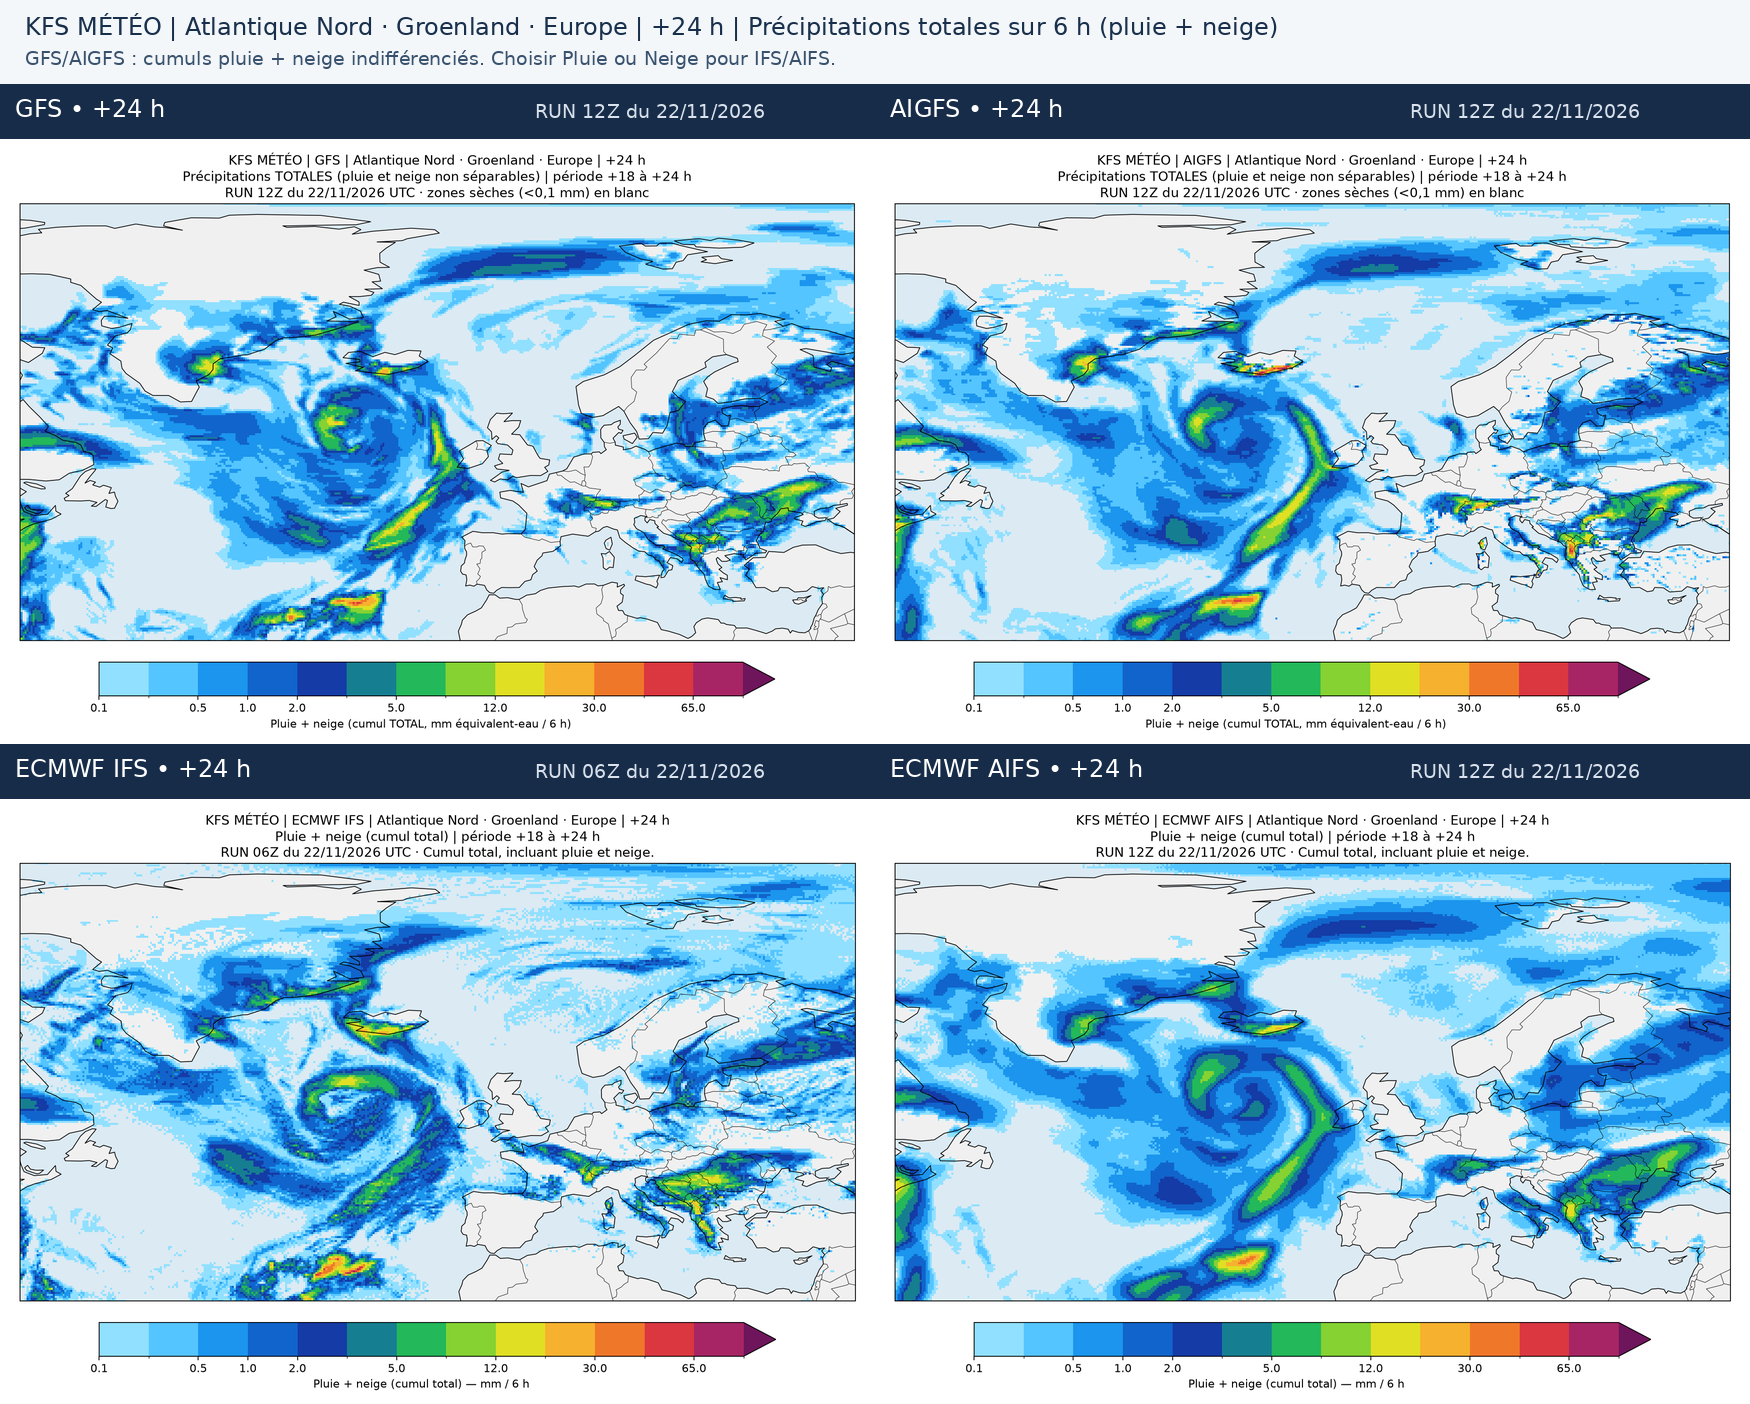 KFS MÉTÉO | Atlantique Nord · Groenland · Europe | +24 h | Précipitations totales sur 6 h (pluie + neige)
GFS/AIGFS : cumuls pluie + neige indifférenciés. Choisir Pluie ou Neige pour IFS/AIFS.
GFS • +24 h
RUN 12Z du 22/11/2026
AIGFS • +24 h
RUN 12Z du 22/11/2026
KFS MÉTÉO | GFS | Atlantique Nord · Groenland · Europe | +24 h
Précipitations TOTALES (pluie et neige non séparables) | période +18 à +24 h
RUN 12Z du 22/11/2026 UTC · zones sèches (<0,1 mm) en blanc
KFS MÉTÉO | AIGFS | Atlantique Nord · Groenland · Europe | +24 h
Précipitations TOTALES (pluie et neige non séparables) | période +18 à +24 h
RUN 12Z du 22/11/2026 UTC · zones sèches (<0,1 mm) en blanc
0.1 0.5 1.0 2.0 5.0 12.0 30.0 65.0
Pluie + neige (cumul TOTAL, mm équivalent-eau / 6 h)
0.1 0.5 1.0 2.0 5.0 12.0 30.0 65.0
Pluie + neige (cumul TOTAL, mm équivalent-eau / 6 h)
ECMWF IFS • +24 h
RUN 06Z du 22/11/2026
ECMWF AIFS • +24 h
RUN 12Z du 22/11/2026
KFS MÉTÉO | ECMWF IFS | Atlantique Nord · Groenland · Europe | +24 h
Pluie + neige (cumul total) | période +18 à +24 h
RUN 06Z du 22/11/2026 UTC · Cumul total, incluant pluie et neige.
KFS MÉTÉO | ECMWF AIFS | Atlantique Nord · Groenland · Europe | +24 h
Pluie + neige (cumul total) | période +18 à +24 h
RUN 12Z du 22/11/2026 UTC · Cumul total, incluant pluie et neige.
0.1 0.5 1.0 2.0 5.0 12.0 30.0 65.0
Pluie + neige (cumul total) — mm / 6 h
0.1 0.5 1.0 2.0 5.0 12.0 30.0 65.0
Pluie + neige (cumul total) — mm / 6 h